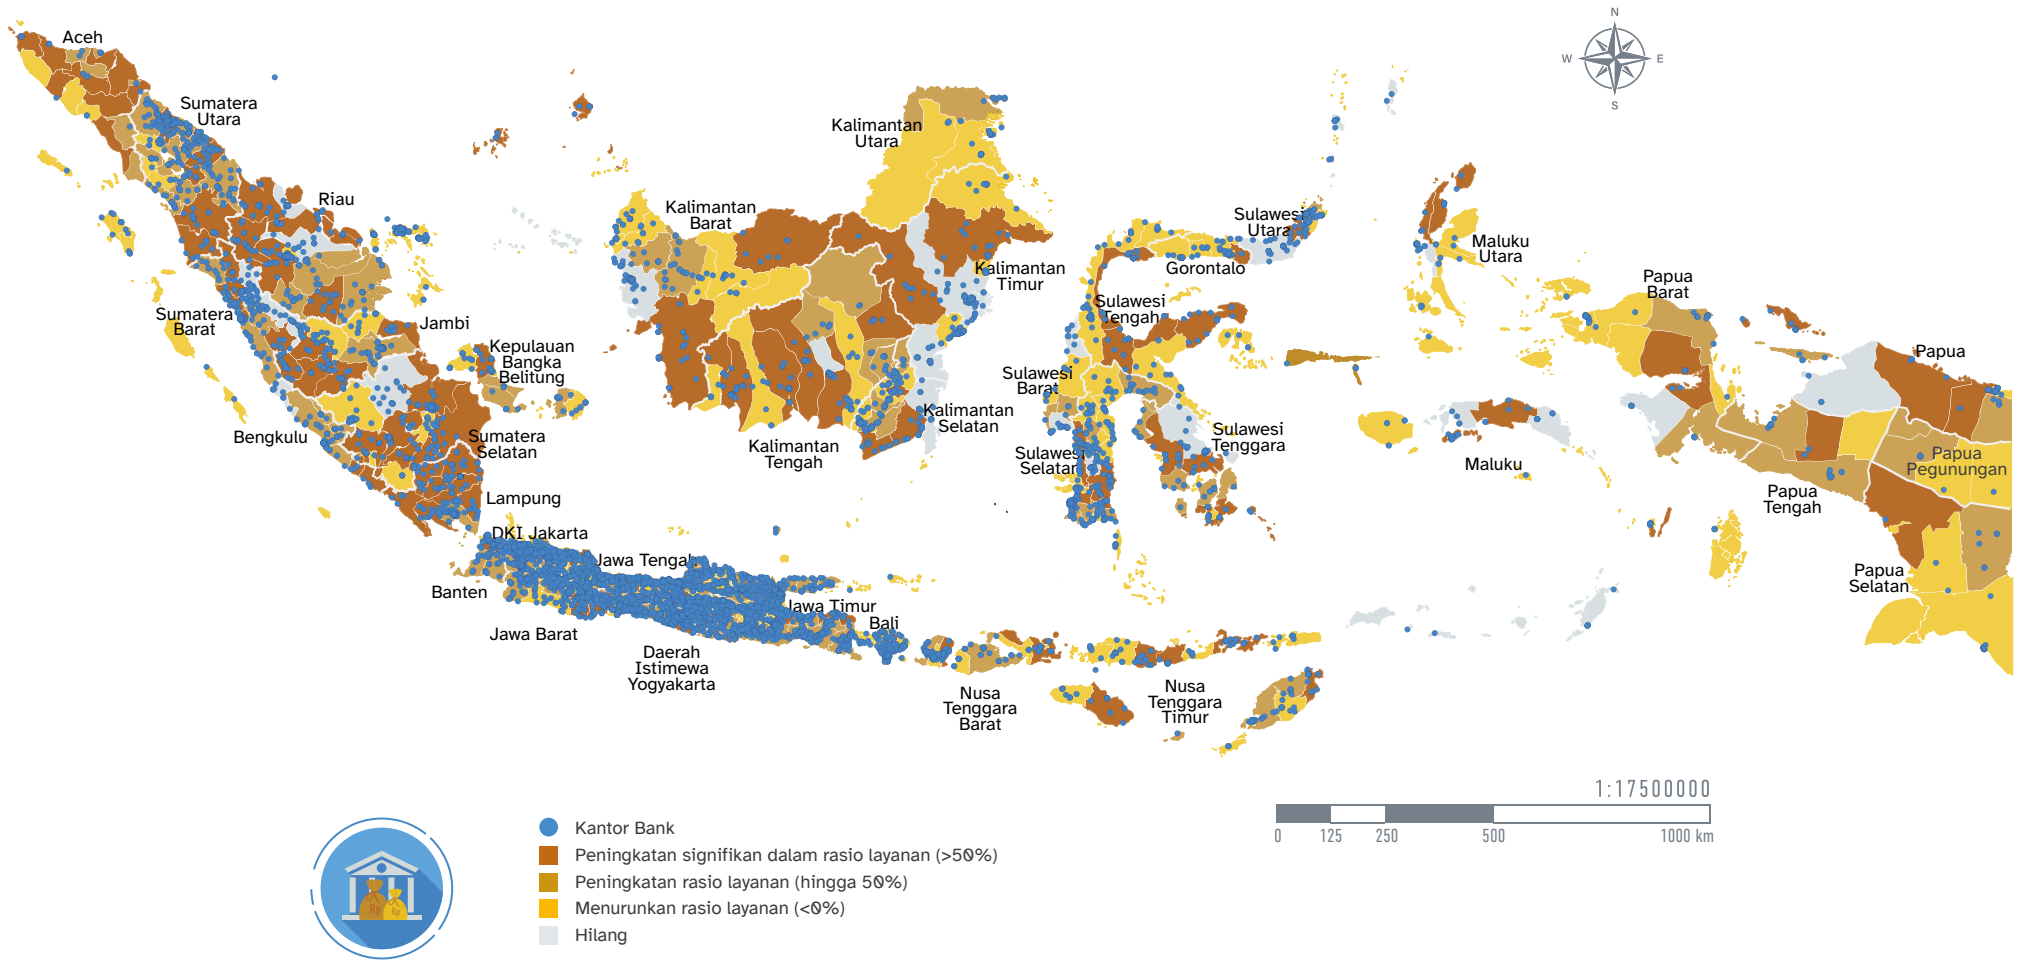 N
W
E
S
Aceh
Sumatera
Utara
Riau
Kalimantan
Utara
Kalimantan
Barat
Sulawesi
Utara
Gorontalo
Maluku
Utara
Kalimantan
Timur
Papua
Barat
Sumatera
Barat
Jambi
Sulawesi
Tengah
Kepulauan
Bangka
Belitung
Papua
Sulawesi
Barat
Kalimantan
Selatan
Bengkulu
Sumatera
Selatan
Kalimantan
Tengah
Sulawesi
Selatan
Sulawesi
Tenggara
Maluku
Papua
Pegunungan
Papua
Tengah
Lampung
DKI Jakarta
Jawa Tengah
Banten
Jawa Timur
Bali
Jawa Barat
Daerah
Istimewa
Yogyakarta
Papua
Selatan
Nusa
Tenggara
Barat
Nusa
Tenggara
Timur
1:17500000
0 125 250 500 1000 km
Rp
Rp
Kantor Bank
Peningkatan signifikan dalam rasio layanan (>50%)
Peningkatan rasio layanan (hingga 50%)
Menurunkan rasio layanan (<0%)
Hilang